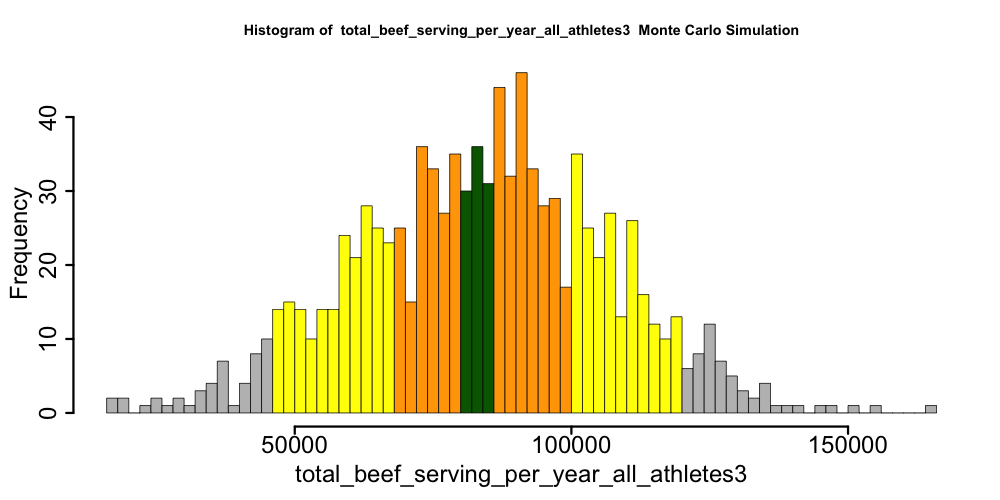 Histogram of  total_beef_serving_per_year_all_athletes3  Monte Carlo Simulation
Frequency
40
30
20
10
0
50000 100000 150000
total_beef_serving_per_year_all_athletes3